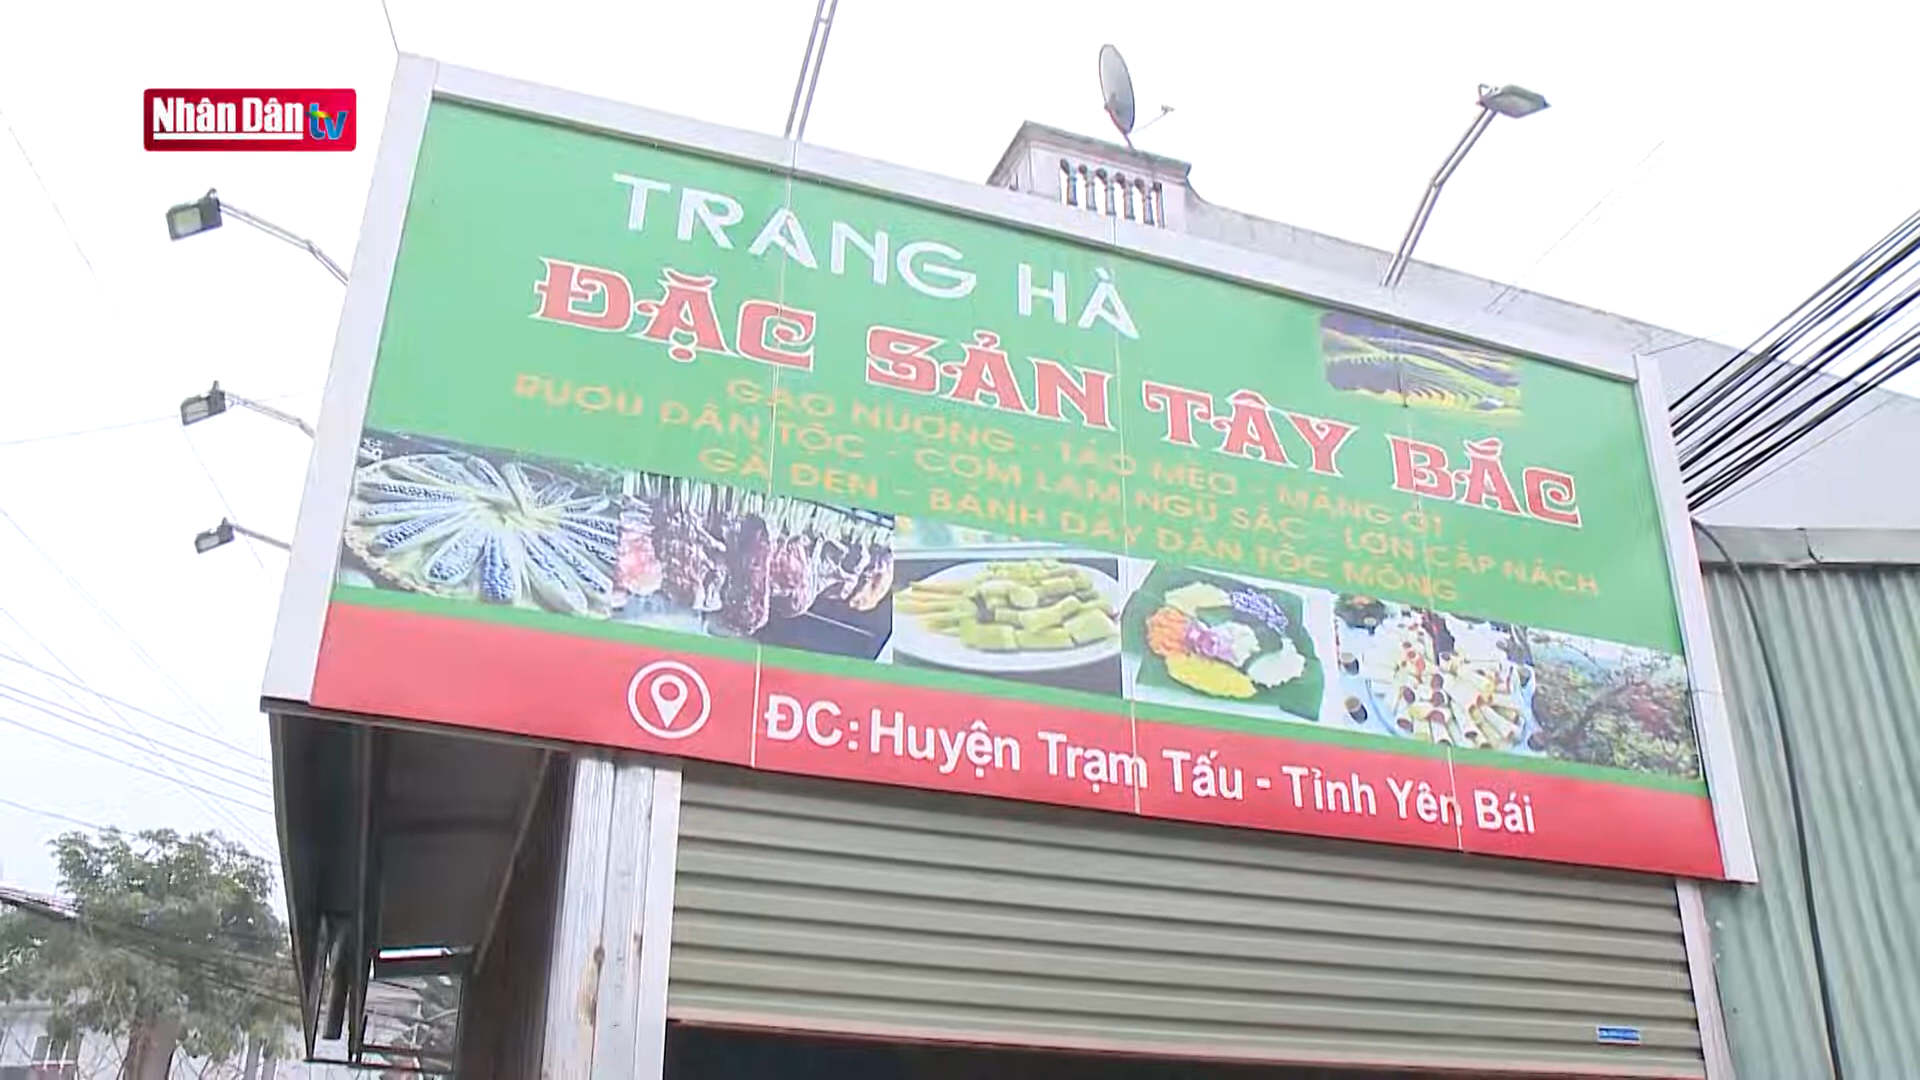 Nhân Dân tv
TRANG HÀ
ĐẶC SẢN TÂY BẮC
GẠO NƯƠNG - TÁO MÈO - MĂNG ỚT
RƯỢU DÂN TỘC - CƠM LAM NGŨ SẮC - LỢN CẮP NÁCH
GÀ ĐEN - BÁNH DÀY DÂN TỘC MÔNG
ĐC: Huyện Trạm Tấu - Tỉnh Yên Bái